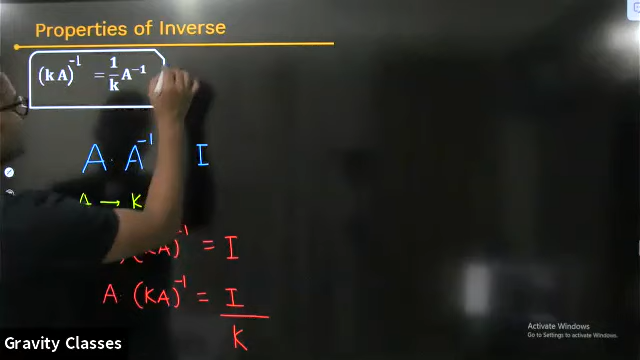 Properties of Inverse
(k A)⁻¹ = 1/k A⁻¹
A · A⁻¹ I
A → K
(KA)⁻¹ = I
A · (KA)⁻¹ = I/K
Activate Windows
Go to Settings to activate Windows.
Gravity Classes